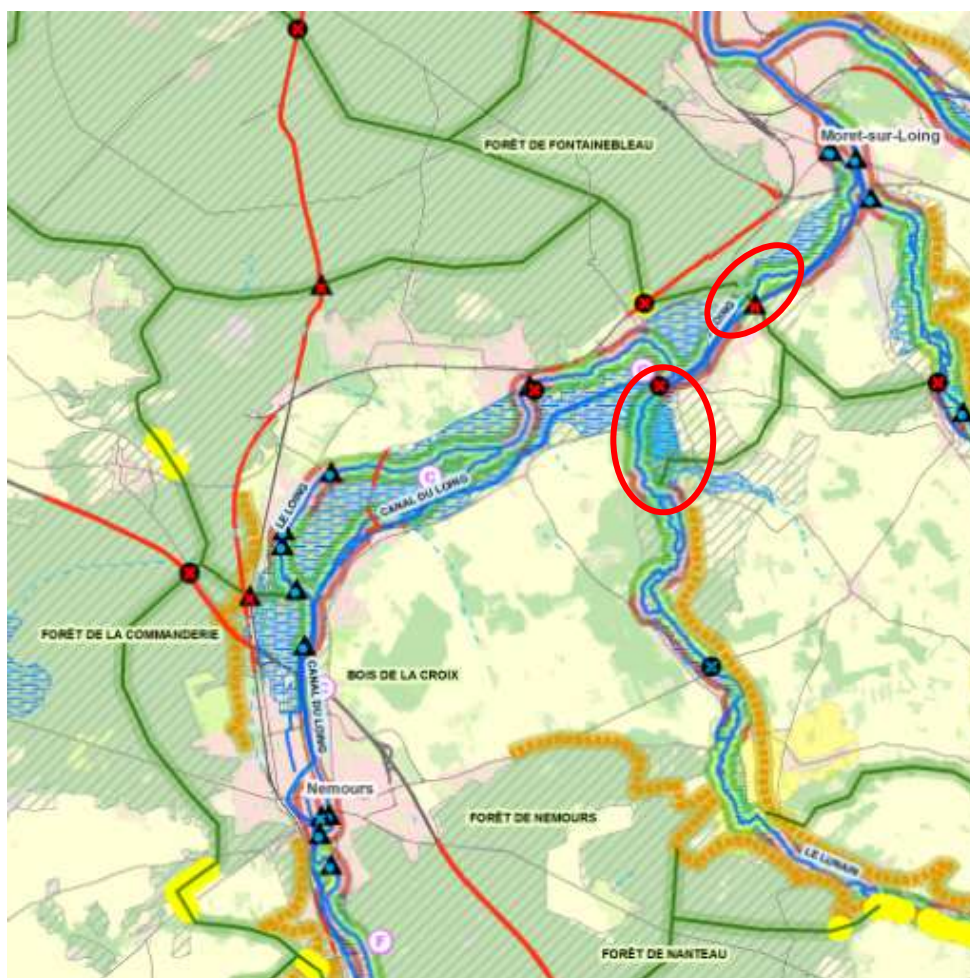 Moret-sur-Loing
FORÊT DE FONTAINEBLEAU
LOING
C
CANAL DU LOING
LE LOING
FORÊT DE LA COMMANDERIE
BOIS DE LA CROIX
CANAL DU LOING
Nemours
FORÊT DE NEMOURS
LE LUNAIN
F
FORÊT DE NANTEAU